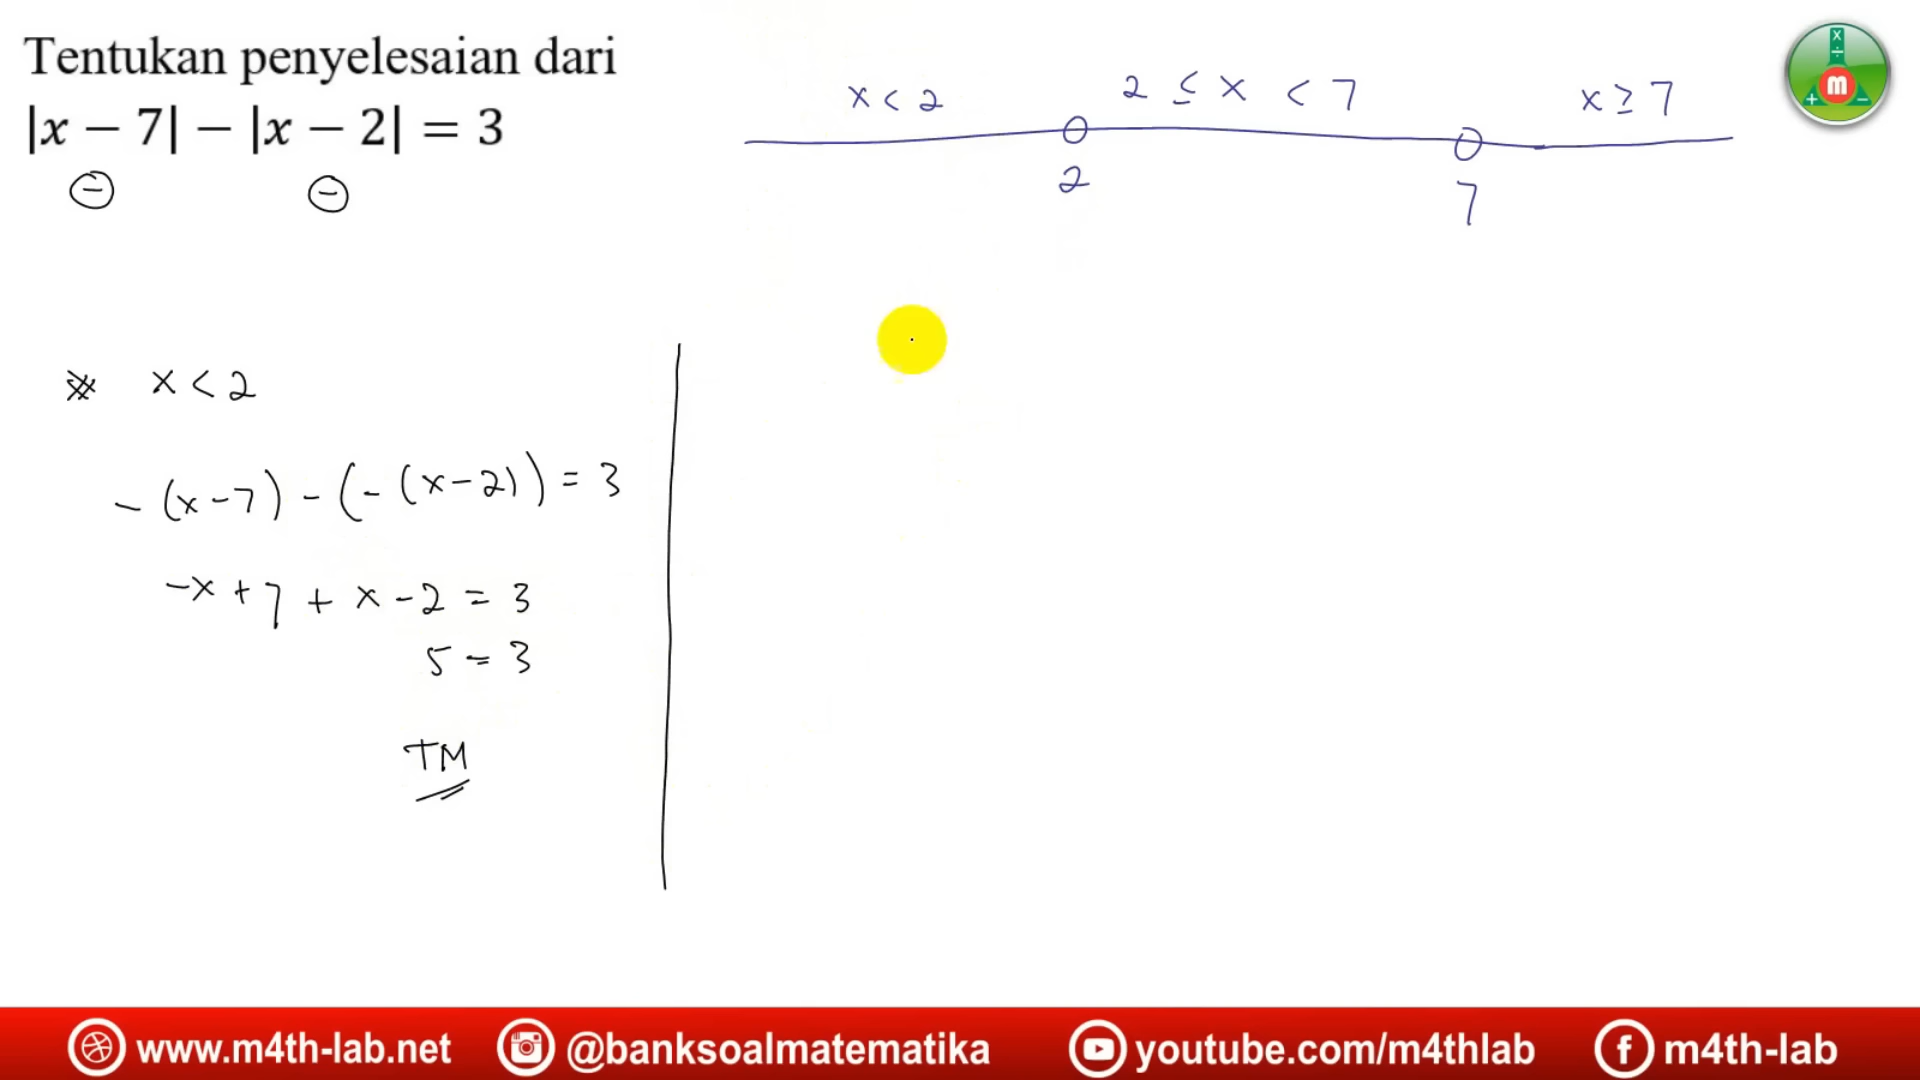 Tentukan penyelesaian dari
|x − 7| − |x − 2| = 3
⊖ ⊖
x < 2 2 ≤ x < 7 x ≥ 7
2 7
※ x < 2
- (x-7) - (- (x-2)) = 3
-x + 7 + x - 2 = 3
5 = 3
TM
x ÷ m + −
www.m4th-lab.net @banksoalmatematika youtube.com/m4thlab m4th-lab